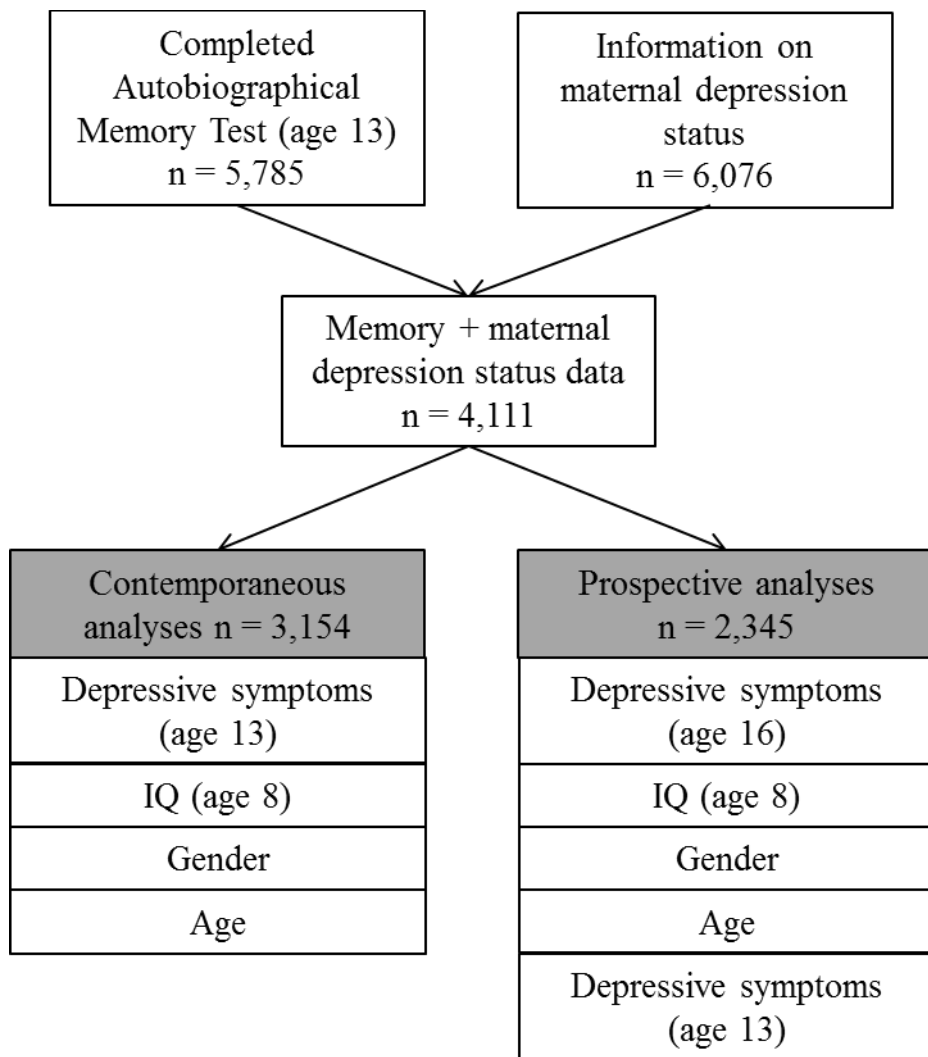 Completed
Autobiographical
Memory Test (age 13)
n = 5,785
Information on
maternal depression
status
n = 6,076
Memory + maternal
depression status data
n = 4,111
Contemporaneous
analyses n = 3,154
Depressive symptoms
(age 13)
IQ (age 8)
Gender
Age
Prospective analyses
n = 2,345
Depressive symptoms
(age 16)
IQ (age 8)
Gender
Age
Depressive symptoms
(age 13)